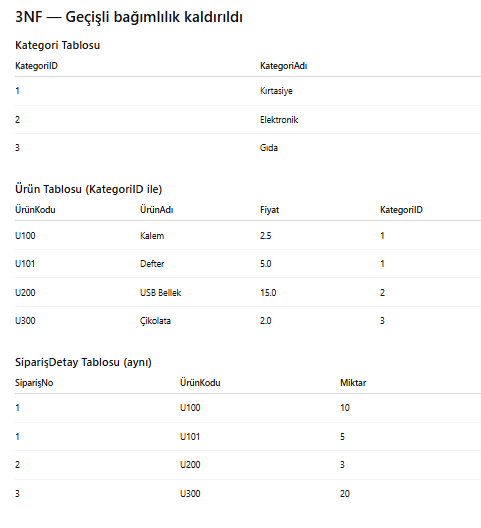 3NF — Geçişli bağımlılık kaldırıldı
Kategori Tablosu
KategoriID KategoriAdı
1 Kırtasiye
2 Elektronik
3 Gıda
Ürün Tablosu (KategoriID ile)
ÜrünKodu ÜrünAdı Fiyat KategoriID
U100 Kalem 2.5 1
U101 Defter 5.0 1
U200 USB Bellek 15.0 2
U300 Çikolata 2.0 3
SiparişDetay Tablosu (aynı)
SiparişNo ÜrünKodu Miktar
1 U100 10
1 U101 5
2 U200 3
3 U300 20